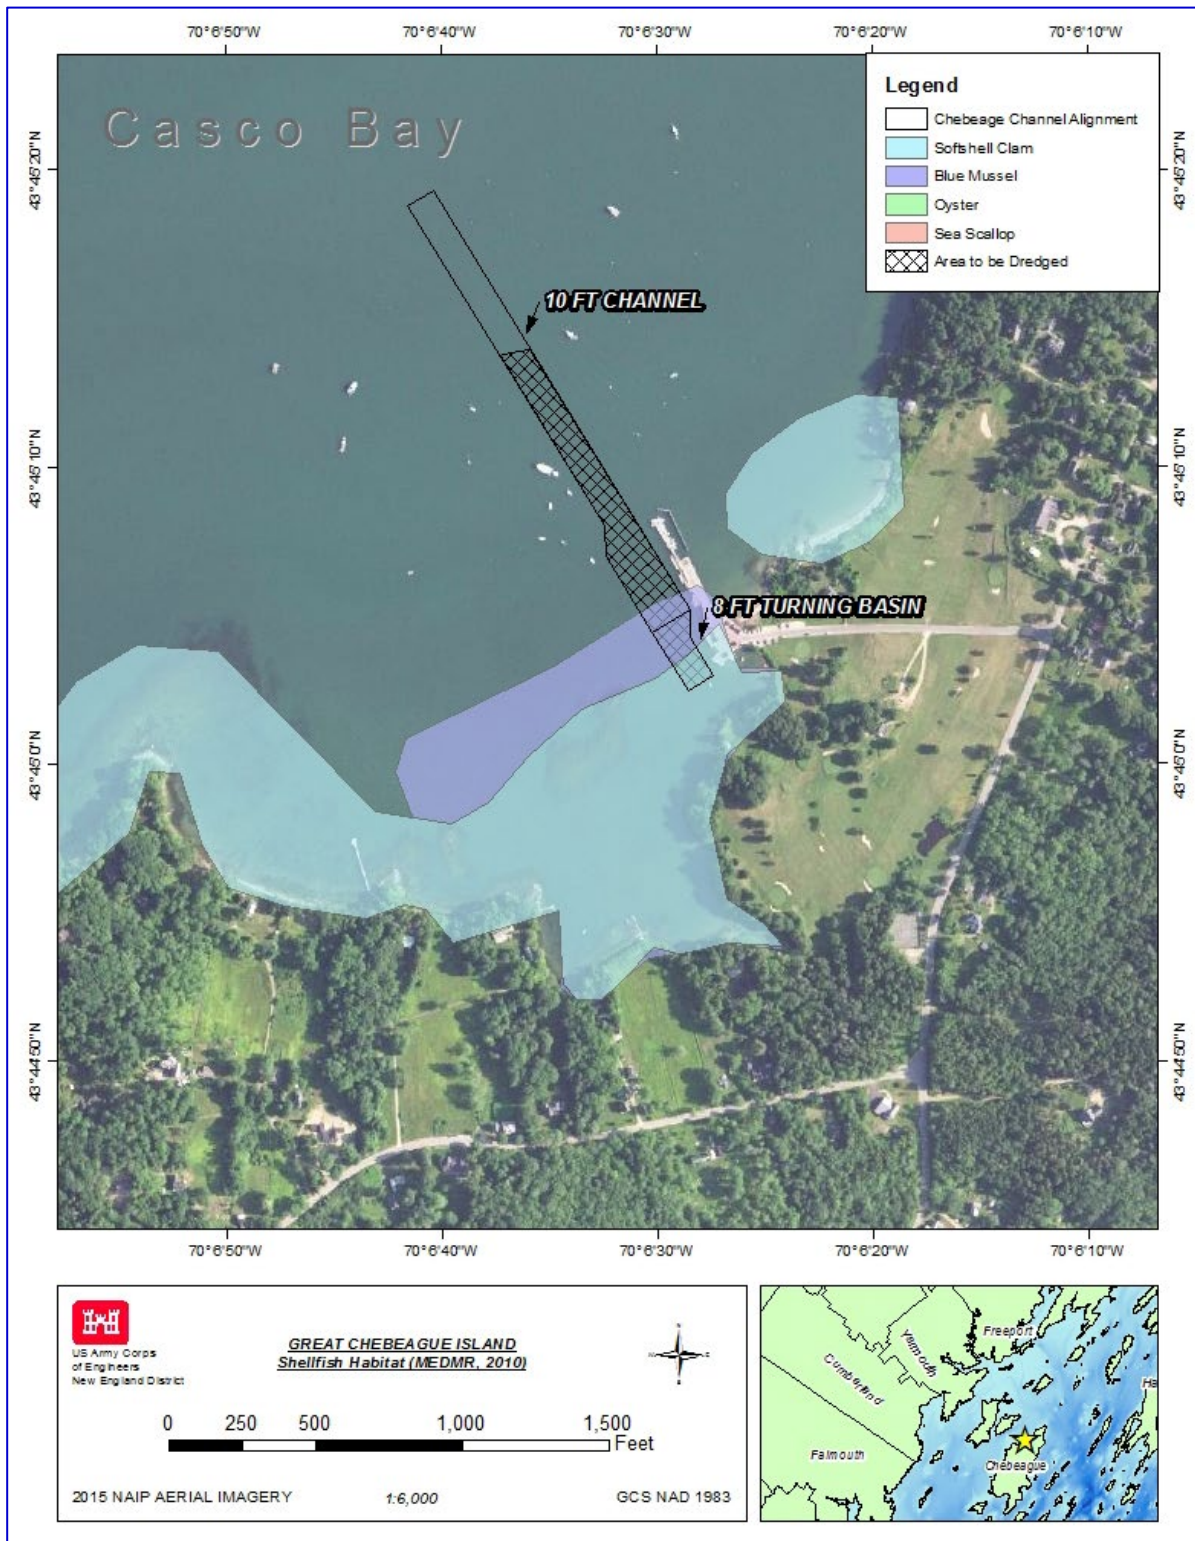 70°6'50"W 70°6'40"W 70°6'30"W 70°6'20"W 70°6'10"W
Casco Bay
Legend
Chebeage Channel Alignment
Softshell Clam
Blue Mussel
Oyster
Sea Scallop
Area to be Dredged
43°45'20"N 43°45'20"N
10 FT CHANNEL
43°45'10"N 43°45'10"N
8 FT TURNING BASIN
43°45'0"N 43°45'0"N
43°44'50"N 43°44'50"N
70°6'50"W 70°6'40"W 70°6'30"W 70°6'20"W 70°6'10"W
US Army Corps
of Engineers
New England District
GREAT CHEBEAGUE ISLAND
Shellfish Habitat (MEDMR, 2010)
0 250 500 1,000 1,500
Feet
2015 NAIP AERIAL IMAGERY 1:6,000 GCS NAD 1983
Freeport
Yarmouth
Cumberland
Ha
Falmouth
Chebeague